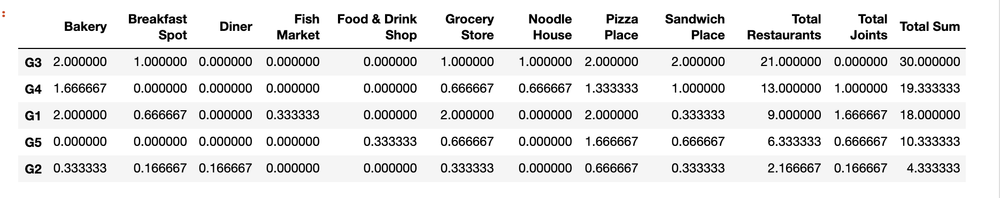 :
Bakery Breakfast Spot Diner Fish Market Food & Drink Shop Grocery Store Noodle House Pizza Place Sandwich Place Total Restaurants Total Joints Total Sum
G3 2.000000 1.000000 0.000000 0.000000 0.000000 1.000000 1.000000 2.000000 2.000000 21.000000 0.000000 30.000000
G4 1.666667 0.000000 0.000000 0.000000 0.000000 0.666667 0.666667 1.333333 1.000000 13.000000 1.000000 19.333333
G1 2.000000 0.666667 0.000000 0.333333 0.000000 2.000000 0.000000 2.000000 0.333333 9.000000 1.666667 18.000000
G5 0.000000 0.000000 0.000000 0.000000 0.333333 0.666667 0.000000 1.666667 0.666667 6.333333 0.666667 10.333333
G2 0.333333 0.166667 0.166667 0.000000 0.000000 0.333333 0.000000 0.666667 0.333333 2.166667 0.166667 4.333333